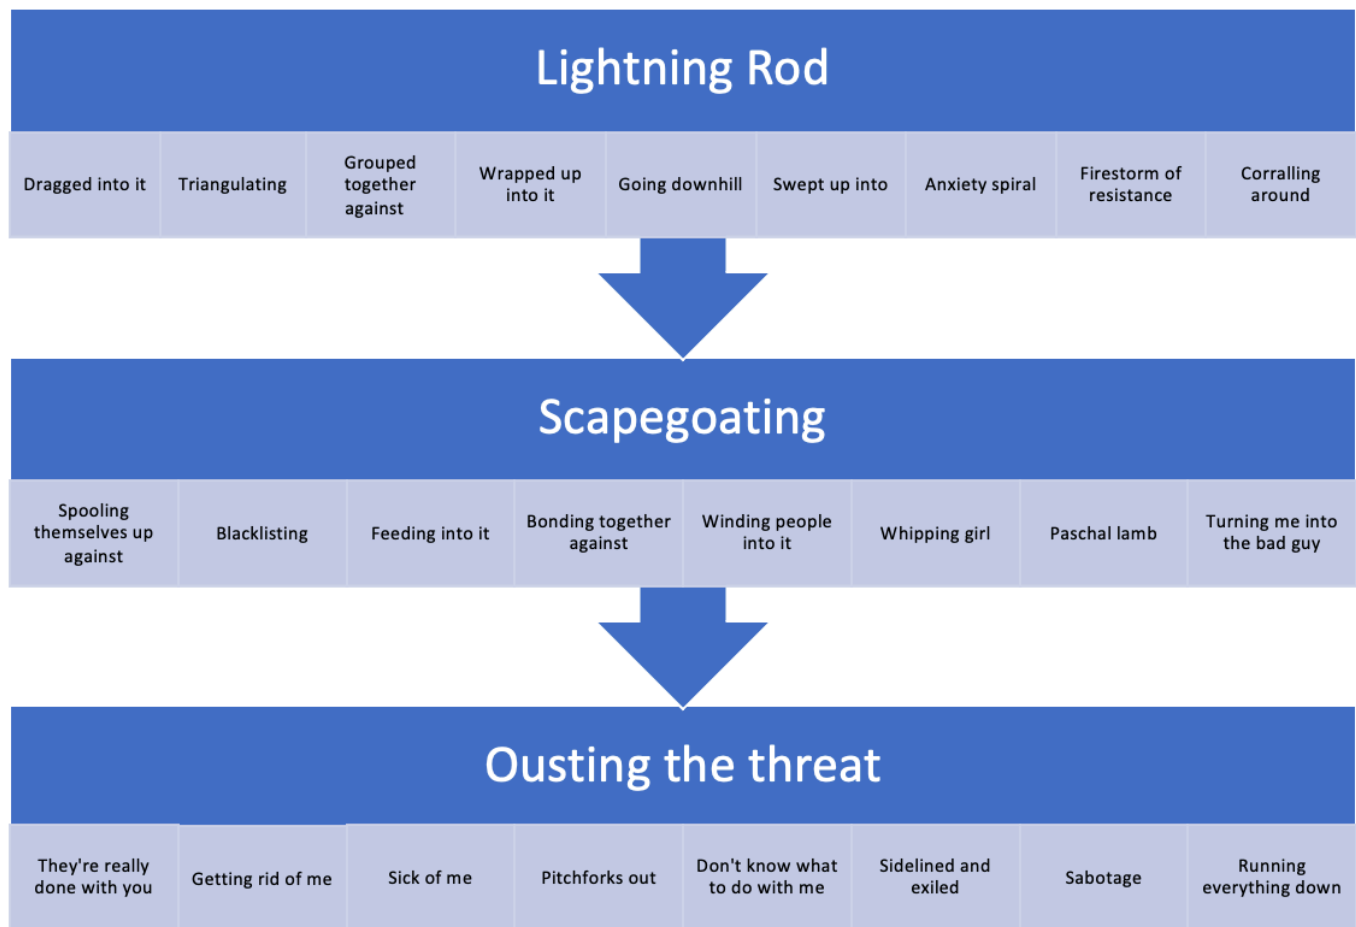 Lightning Rod
Dragged into it
Triangulating
Grouped
together
against
Wrapped up
into it
Going downhill
Swept up into
Anxiety spiral
Firestorm of
resistance
Corralling
around
Scapegoating
Spooling
themselves up
against
Blacklisting
Feeding into it
Bonding together
against
Winding people
into it
Whipping girl
Paschal lamb
Turning me into
the bad guy
Ousting the threat
They're really
done with you
Getting rid of me
Sick of me
Pitchforks out
Don't know what
to do with me
Sidelined and
exiled
Sabotage
Running
everything down